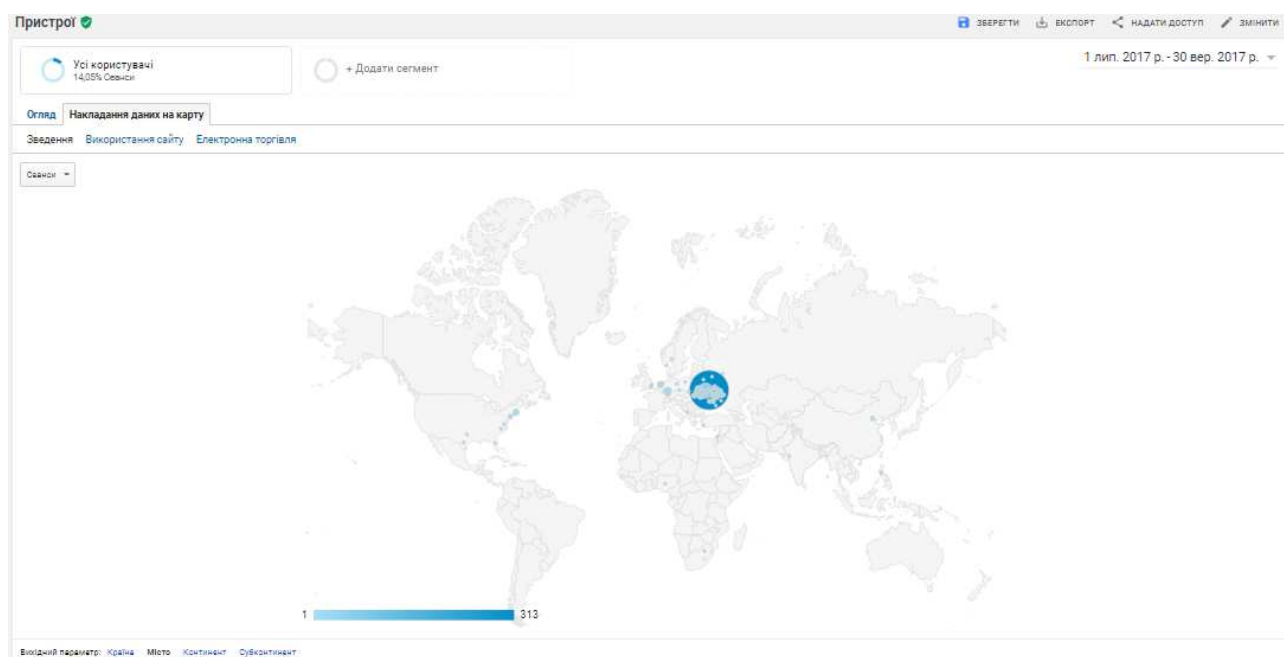 Пристрої
ЗБЕРЕГТИ ЕКСПОРТ НАДАТИ ДОСТУП ЗМІНИТИ
Усі користувачі
14,05% Сеанси
+ Додати сегмент
1 лип. 2017 р. - 30 вер. 2017 р.
Огляд Накладання даних на карту
Зведення Використання сайту Електронна торгівля
Сеанси
1 313
Вихідний параметр: Країна Місто Континент Субконтинент